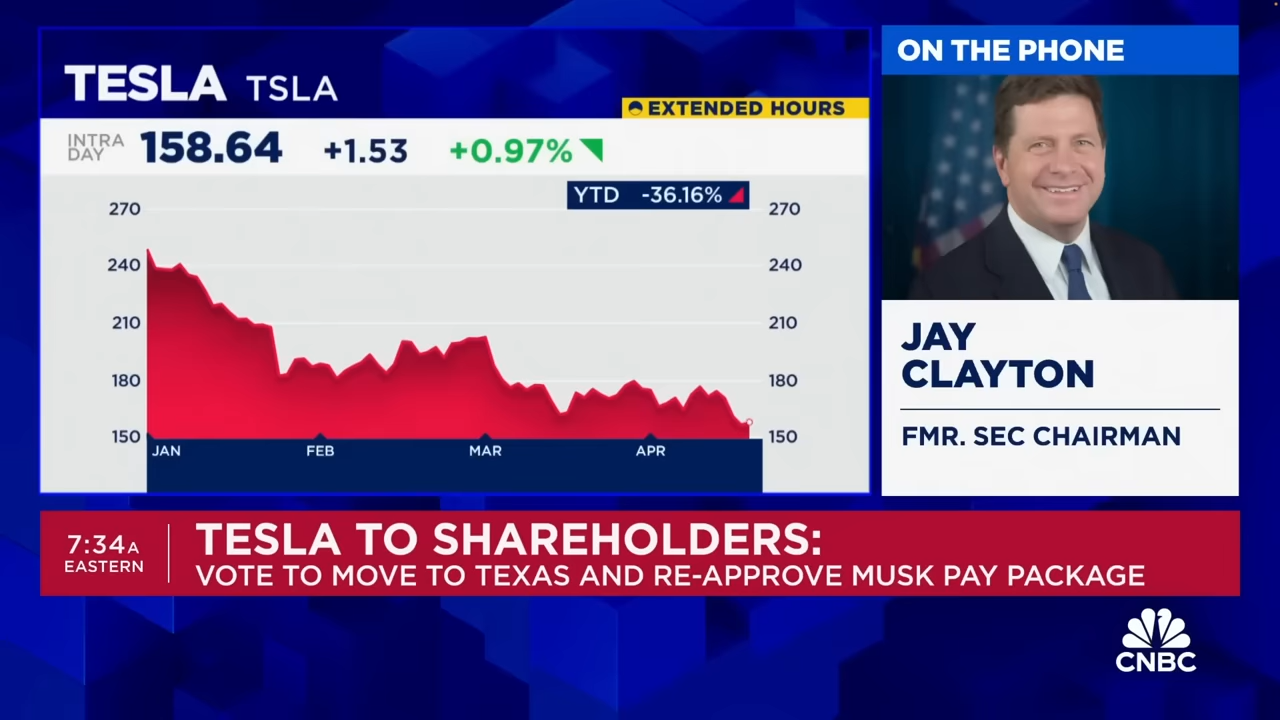 TESLA TSLA
EXTENDED HOURS
INTRA
DAY
158.64 +1.53 +0.97%
YTD -36.16%
270 270
240 240
210 210
180 180
150 150
JAN FEB MAR APR
ON THE PHONE
JAY
CLAYTON
FMR. SEC CHAIRMAN
7:34A
EASTERN
TESLA TO SHAREHOLDERS:
VOTE TO MOVE TO TEXAS AND RE-APPROVE MUSK PAY PACKAGE
CNBC